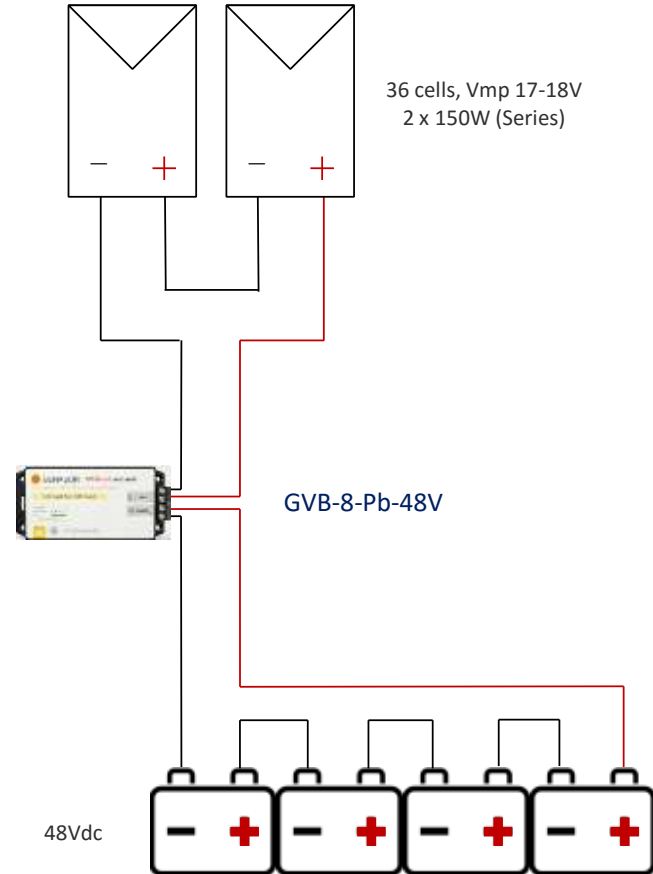 36 cells, Vmp 17-18V
2 x 150W (Series)
− +
− +
GVB-8-Pb-48V
48Vdc
− + − + − + − +